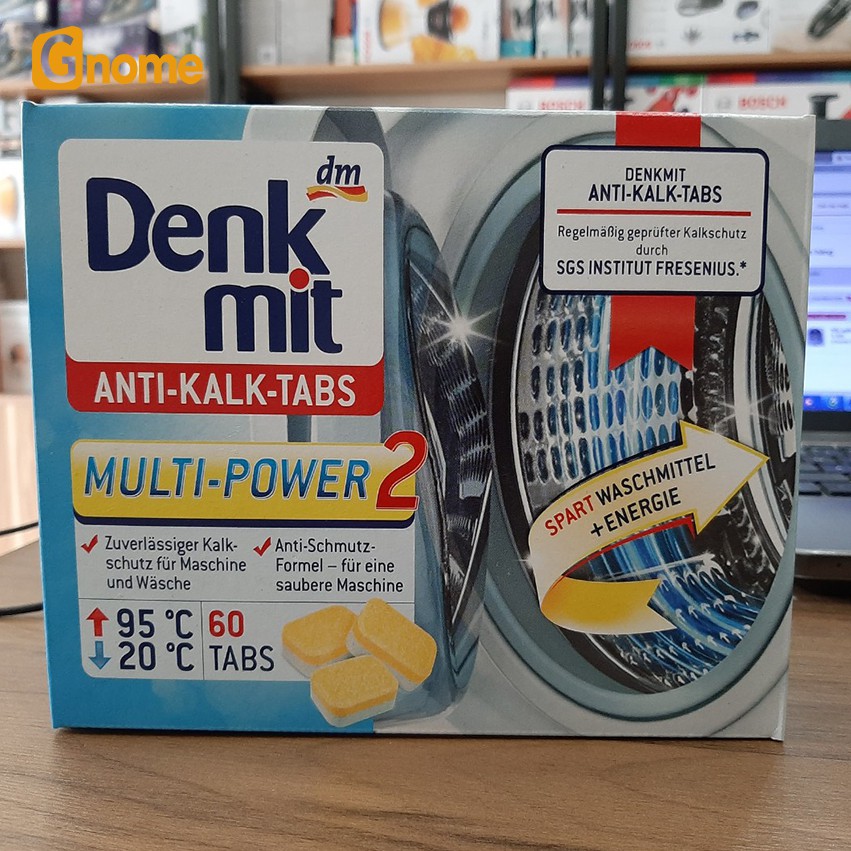 Gnome
BOSCH
BOSCH
dm
Denk
mit
ANTI-KALK-TABS
MULTI-POWER 2
✓ Zuverlässiger Kalk-
schutz für Maschine
und Wäsche
✓ Anti-Schmutz-
Formel – für eine
saubere Maschine
95 °C
20 °C
60
TABS
DENKMIT
ANTI-KALK-TABS
Regelmäßig geprüfter Kalkschutz
durch
SGS INSTITUT FRESENIUS.*
SPART WASCHMITTEL
+ENERGIE